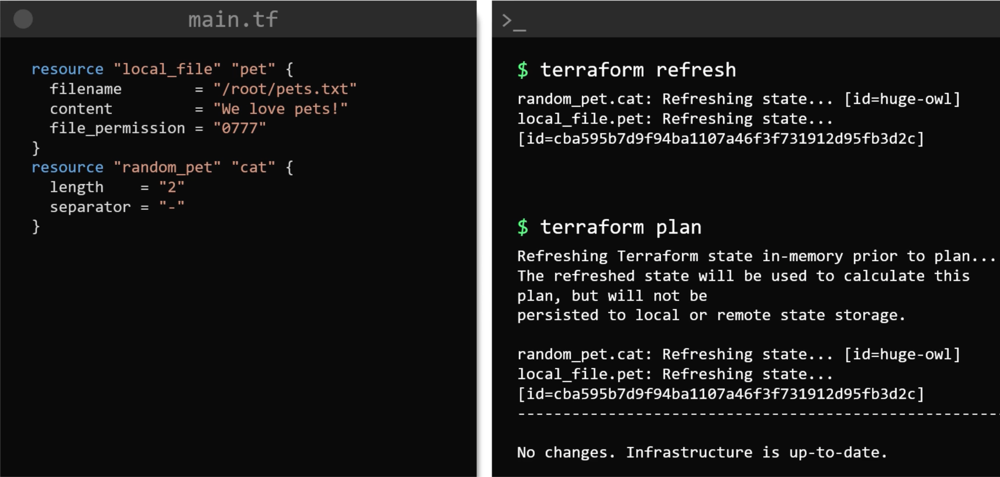 main.tf
resource "local_file" "pet" {
  filename        = "/root/pets.txt"
  content         = "We love pets!"
  file_permission = "0777"
}
resource "random_pet" "cat" {
  length    = "2"
  separator = "-"
}
>_
$ terraform refresh
random_pet.cat: Refreshing state... [id=huge-owl]
local_file.pet: Refreshing state...
[id=cba595b7d9f94ba1107a46f3f731912d95fb3d2c]
$ terraform plan
Refreshing Terraform state in-memory prior to plan...
The refreshed state will be used to calculate this
plan, but will not be
persisted to local or remote state storage.
random_pet.cat: Refreshing state... [id=huge-owl]
local_file.pet: Refreshing state...
[id=cba595b7d9f94ba1107a46f3f731912d95fb3d2c]
------------------------------------------------------
No changes. Infrastructure is up-to-date.